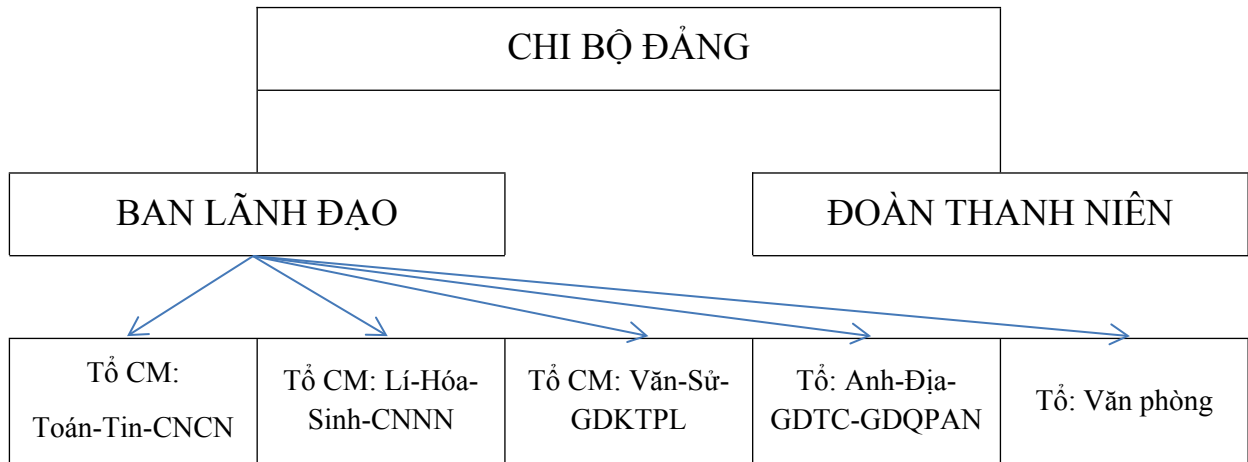 CHI BỘ ĐẢNG
BAN LÃNH ĐẠO
ĐOÀN THANH NIÊN
Tổ CM:
Toán-Tin-CNCN
Tổ CM: Lí-Hóa-
Sinh-CNNN
Tổ CM: Văn-Sử-
GDKTPL
Tổ: Anh-Địa-
GDTC-GDQPAN
Tổ: Văn phòng